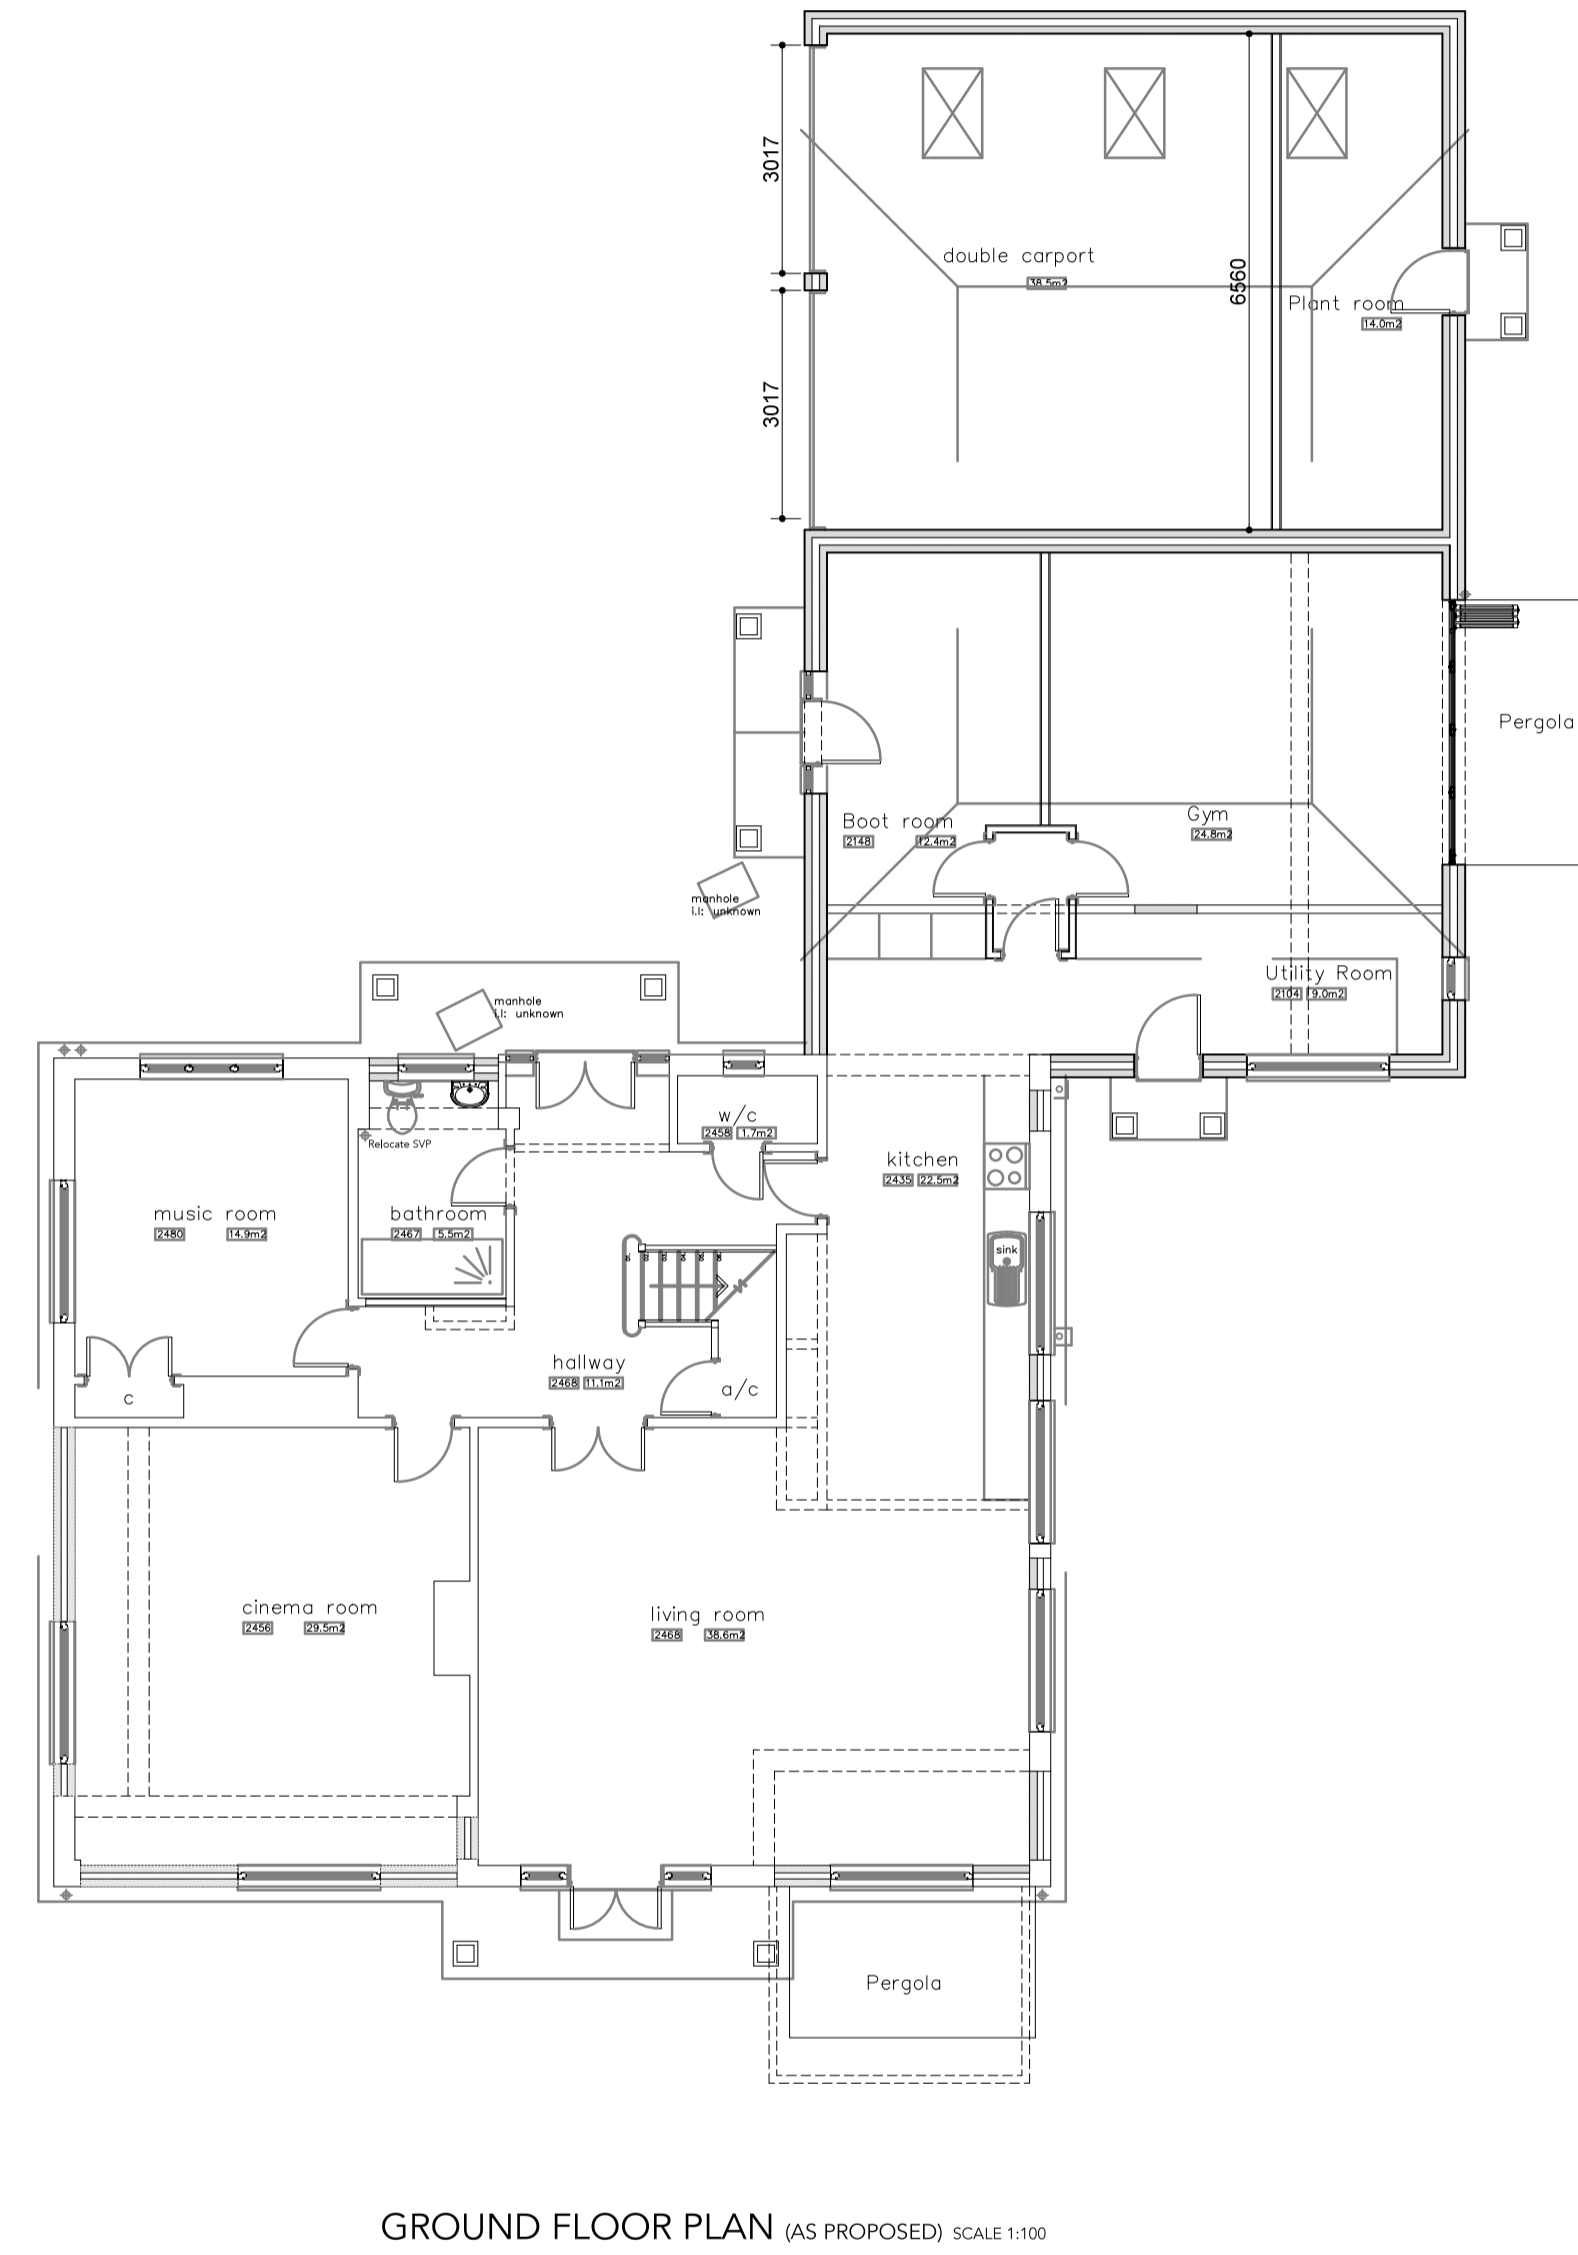 3017
double carport
38.5m2
6560
Plant room
14.0m2
3017
Pergola
Boot room
2148 12.4m2
Gym
24.8m2
manhole
i.l: unknown
Utility Room
2104 9.0m2
manhole
i.l: unknown
w/c
2458 1.7m2
Relocate SVP
kitchen
2435 22.5m2
music room
2480 14.9m2
bathroom
2467 5.5m2
sink
hallway
2468 11.1m2
a/c
c
cinema room
2456 29.5m2
living room
2468 38.6m2
Pergola
GROUND FLOOR PLAN (AS PROPOSED) SCALE 1:100